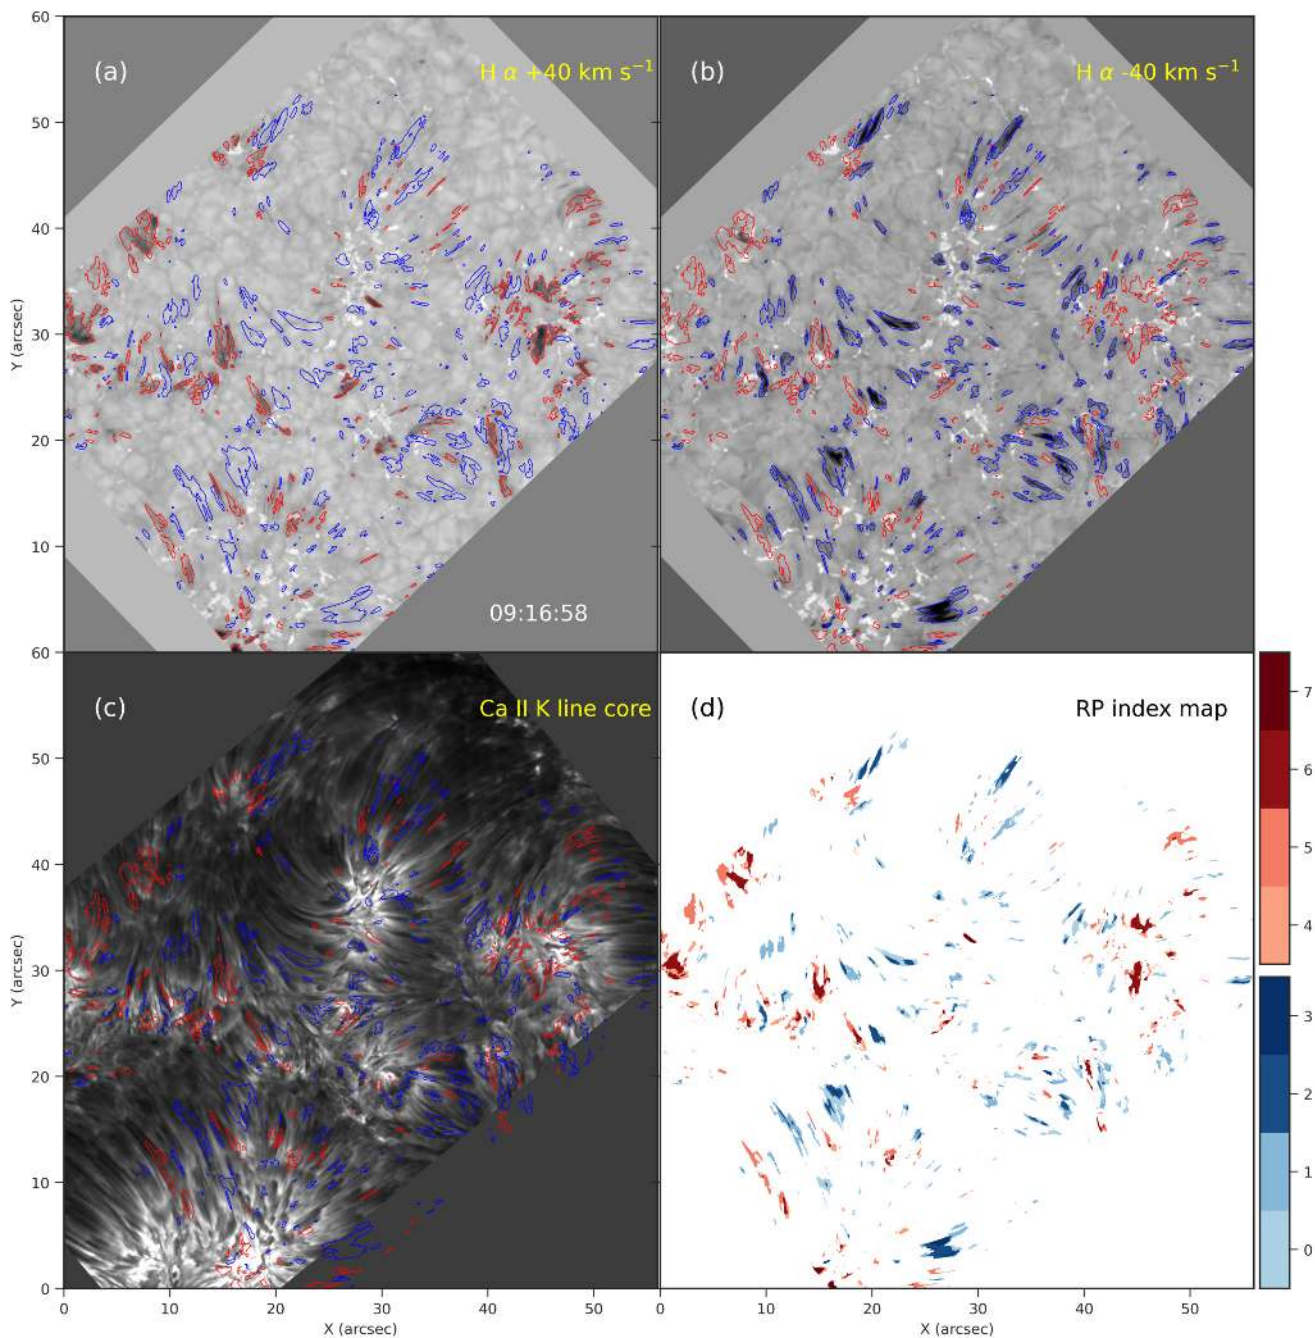 (a)
H α +40 km s−1
(b)
H α -40 km s−1
60
50
40
30
20
10
Y (arcsec)
09:16:58
(c)
Ca II K line core
(d)
RP index map
60
50
40
30
20
10
0
Y (arcsec)
7
6
5
4
3
2
1
0
0 10 20 30 40 50
0 10 20 30 40 50
X (arcsec)
X (arcsec)